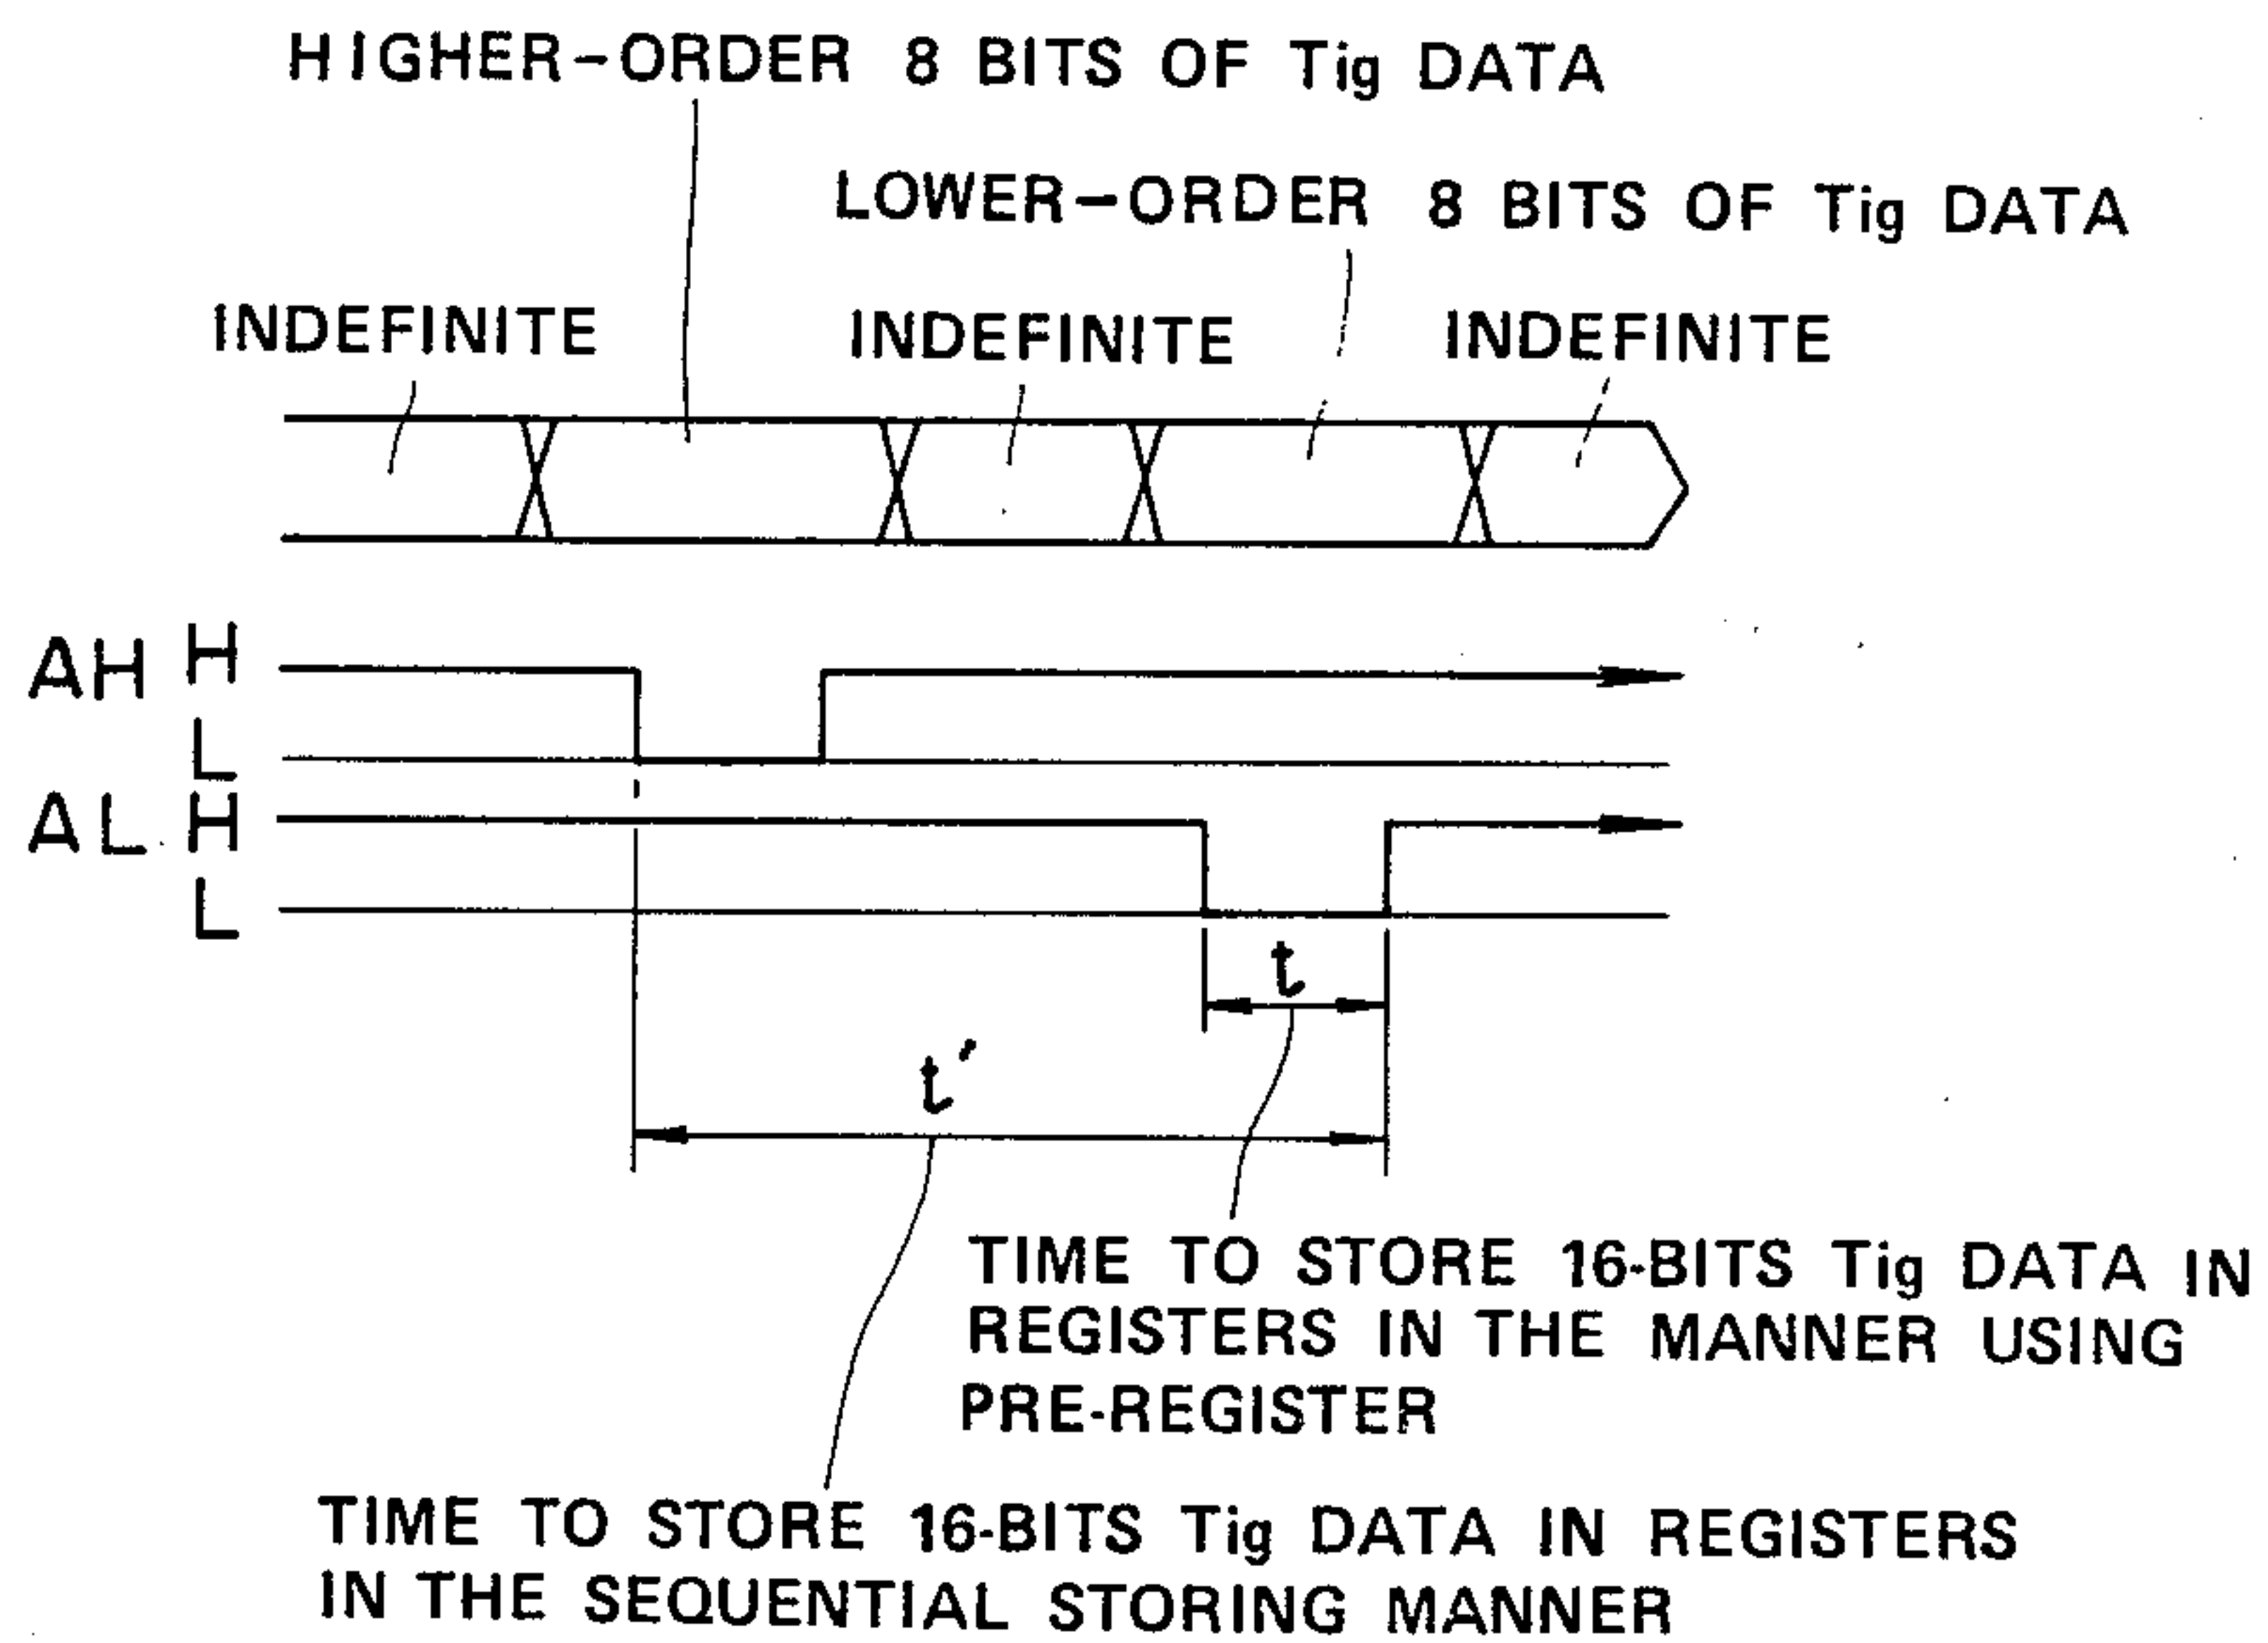 HIGHER-ORDER 8 BITS OF Tig DATA
LOWER-ORDER 8 BITS OF Tig DATA
INDEFINITE INDEFINITE INDEFINITE
AH H
L
AL H
L
t
t′
TIME TO STORE 16-BITS Tig DATA IN
REGISTERS IN THE MANNER USING
PRE-REGISTER
TIME TO STORE 16-BITS Tig DATA IN REGISTERS
IN THE SEQUENTIAL STORING MANNER